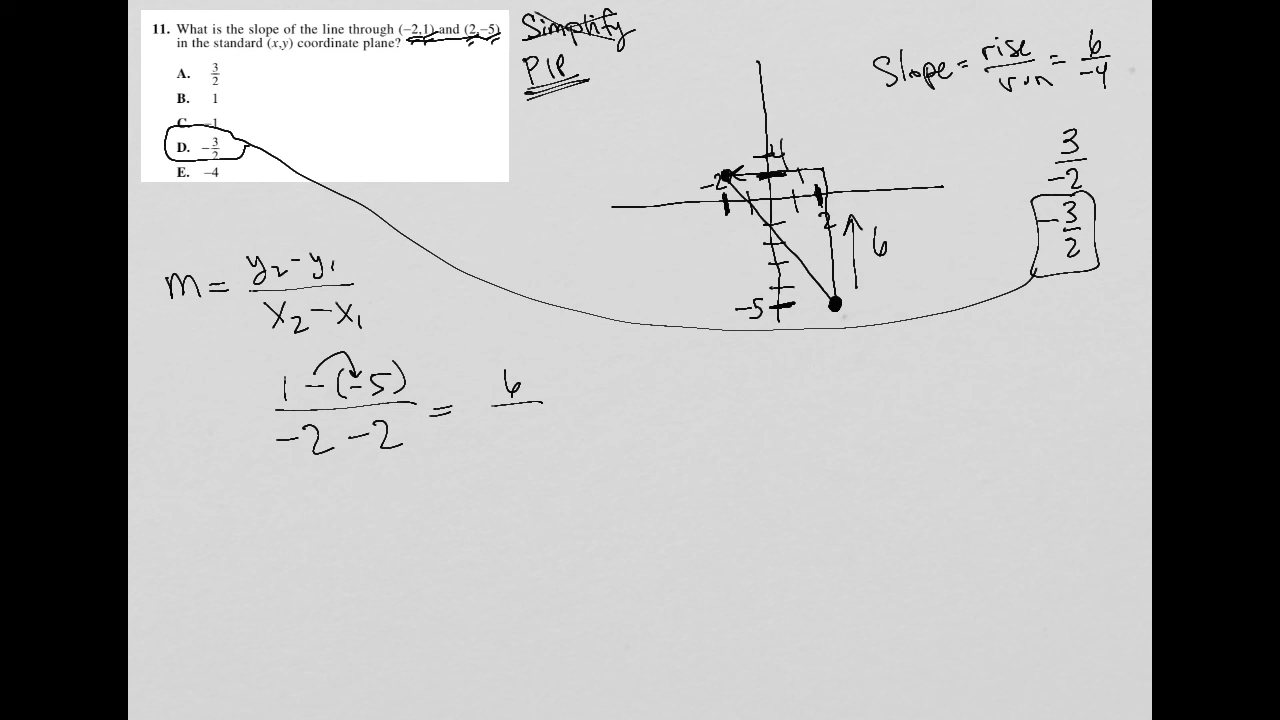 11. What is the slope of the line through (−2,1) and (2,−5)
in the standard (x,y) coordinate plane?
A. 3/2
B. 1
C. −1
D. −3/2
E. −4
Simplify
PIP
Slope = rise/run = 6/-4
3/-2
-3/2
-2
2
6
-5
m = y₂-y₁/x₂-x₁
1-(-5)/-2-2 = 6